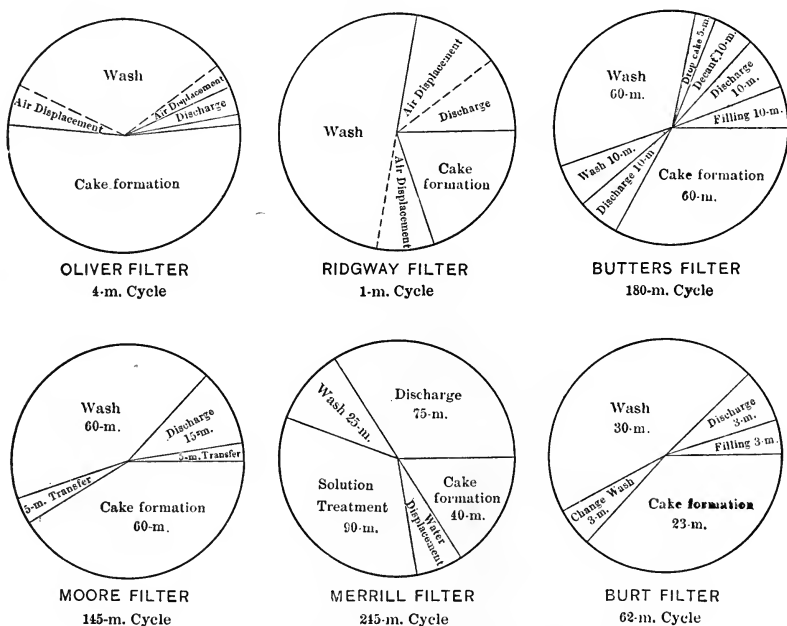 Wash
Air Displacement
Discharge
Air Displacement
Cake formation
OLIVER FILTER
4-m. Cycle
Wash
Air Displacement
Discharge
Cake
formation
Air Displacement
RIDGWAY FILTER
1-m. Cycle
Wash
60-m.
Drop cake 5-m.
Decant 10-m.
Discharge
10-m.
Filling 10-m.
Wash 10-m.
Discharge 10-m
Cake formation
60-m.
BUTTERS FILTER
180-m. Cycle
Wash
60-m.
Discharge
15-m.
5-m. Transfer
5-m. Transfer
Cake formation
60-m.
MOORE FILTER
145-m. Cycle
Wash 25-m.
Discharge
75-m.
Solution
Treatment
90-m.
Cake
formation
40-m.
Water
Displacement
MERRILL FILTER
245-m. Cycle
Wash
30-m.
Discharge
3-m.
Filling 3-m.
Change Wash
3-m.
Cake formation
23-m.
BURT FILTER
62-m. Cycle